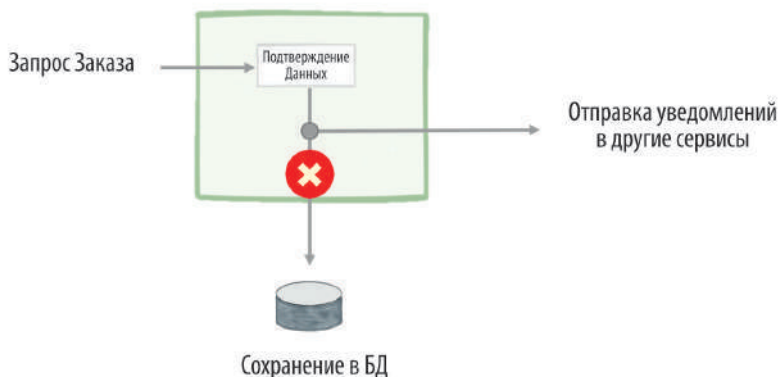 Запрос Заказа
Подтверждение
Данных
Отправка уведомлений
в другие сервисы
Сохранение в БД